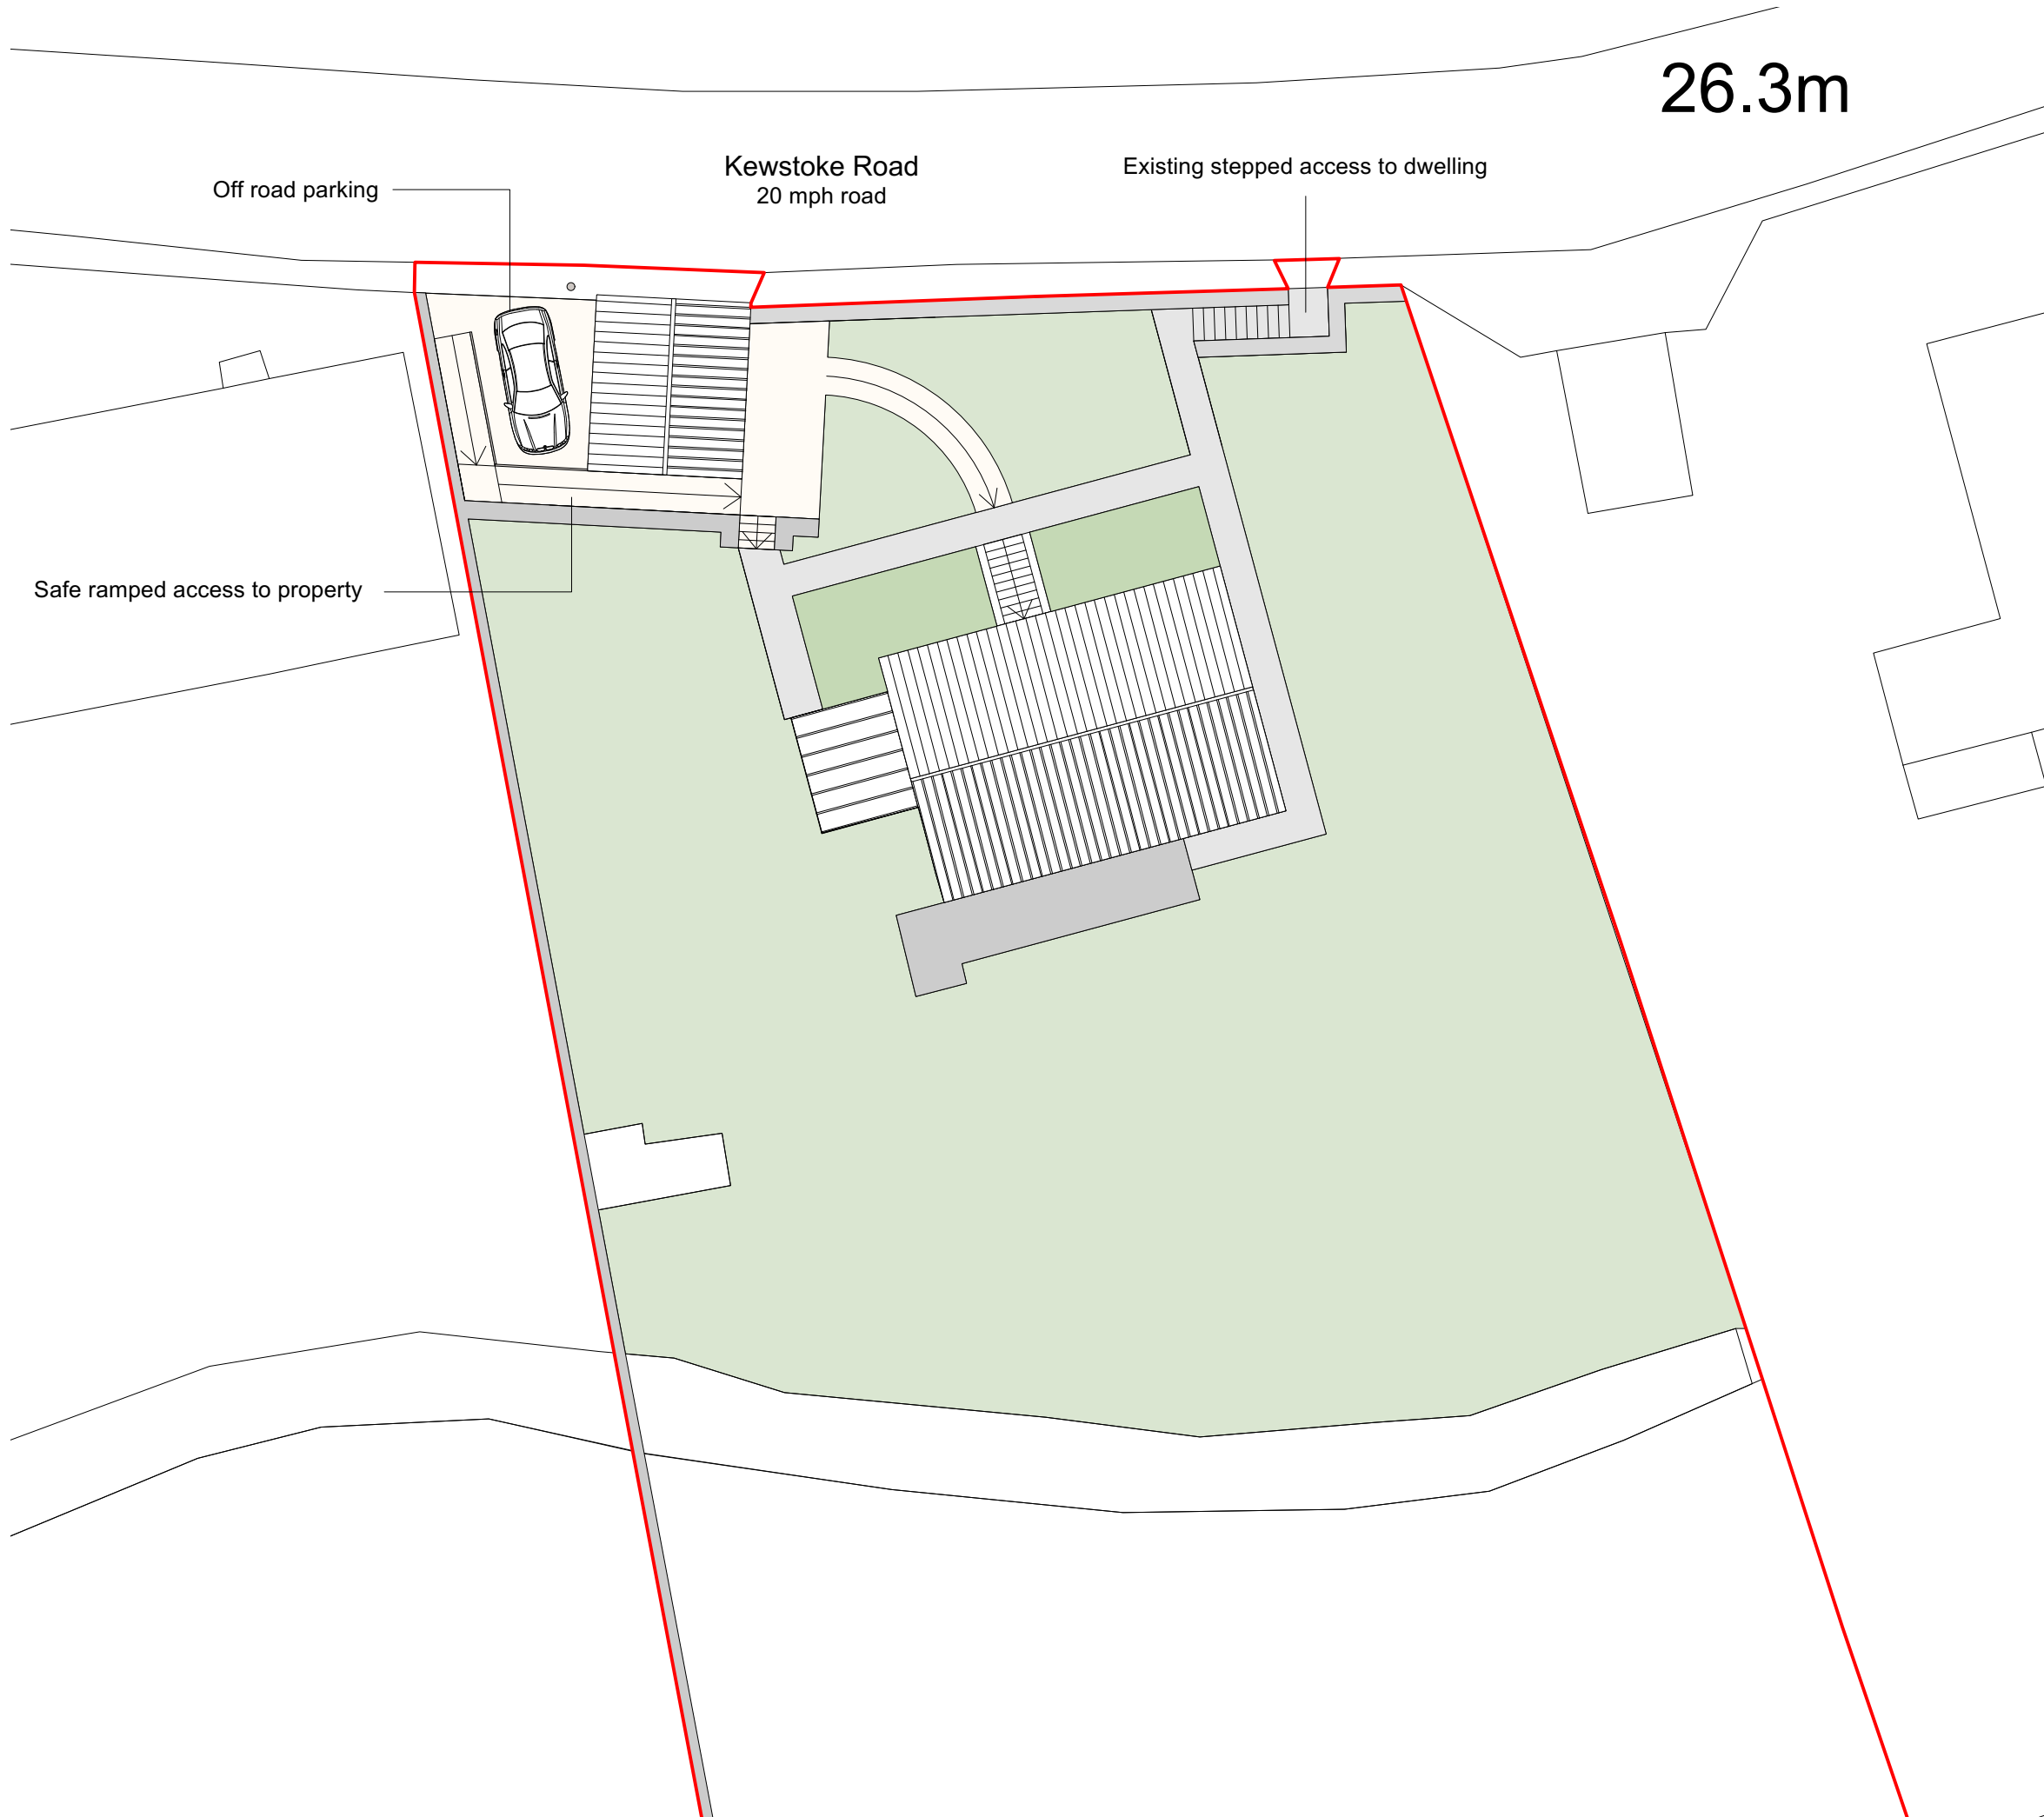 26.3m
Kewstoke Road
20 mph road
Existing stepped access to dwelling
Off road parking
Safe ramped access to property